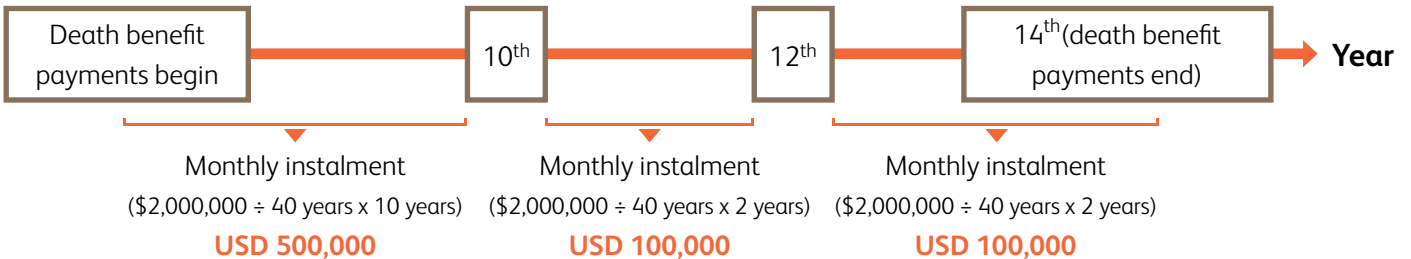 Death benefit
payments begin
10th
12th
14th (death benefit
payments end)
Year
Monthly instalment
($2,000,000 ÷ 40 years x 10 years)
USD 500,000
Monthly instalment
($2,000,000 ÷ 40 years x 2 years)
USD 100,000
Monthly instalment
($2,000,000 ÷ 40 years x 2 years)
USD 100,000